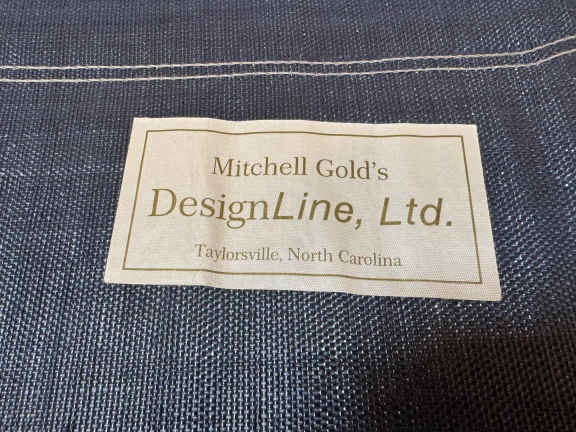 Mitchell Gold's
DesignLine, Ltd.
Taylorsville, North Carolina